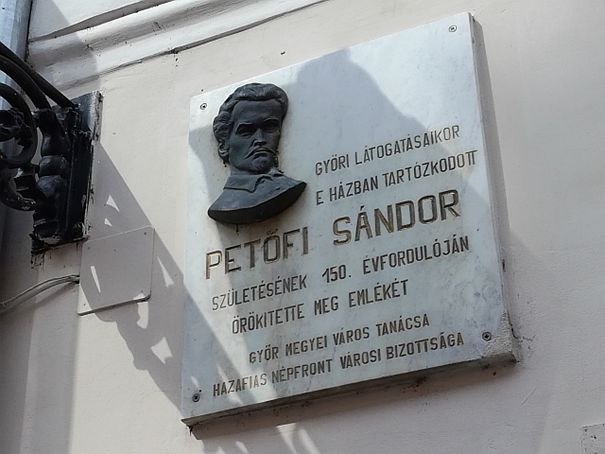 GYŐRI LÁTOGATÁSAIKOR
E HÁZBAN TARTÓZKODOTT
PETŐFI SÁNDOR
SZÜLETÉSÉNEK 150. ÉVFORDULÓJÁN
ÖRÖKITETTE MEG EMLÉKÉT
GYŐR MEGYEI VÁROS TANÁCSA
HAZAFIAS NÉPFRONT VÁROSI BIZOTTSÁGA